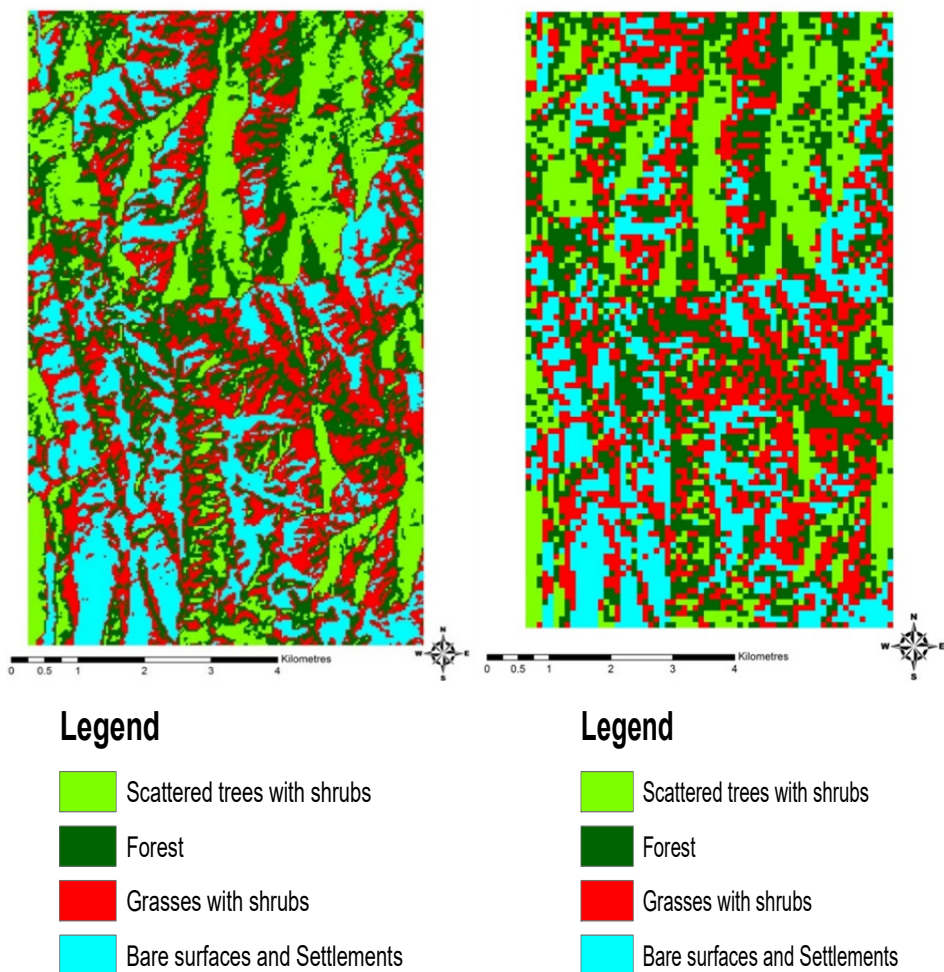 N
W E
S
Kilometres
0 0.5 1 2 3 4
N
W E
S
Kilometres
0 0.5 1 2 3 4
Legend
Scattered trees with shrubs
Forest
Grasses with shrubs
Bare surfaces and Settlements
Legend
Scattered trees with shrubs
Forest
Grasses with shrubs
Bare surfaces and Settlements